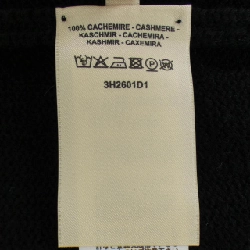 100% CACHEMIRE - CASHMERE -
KASCHMIR - CACHEMIRA -
KASHMIR - CAXEMIRA
3H2601D1